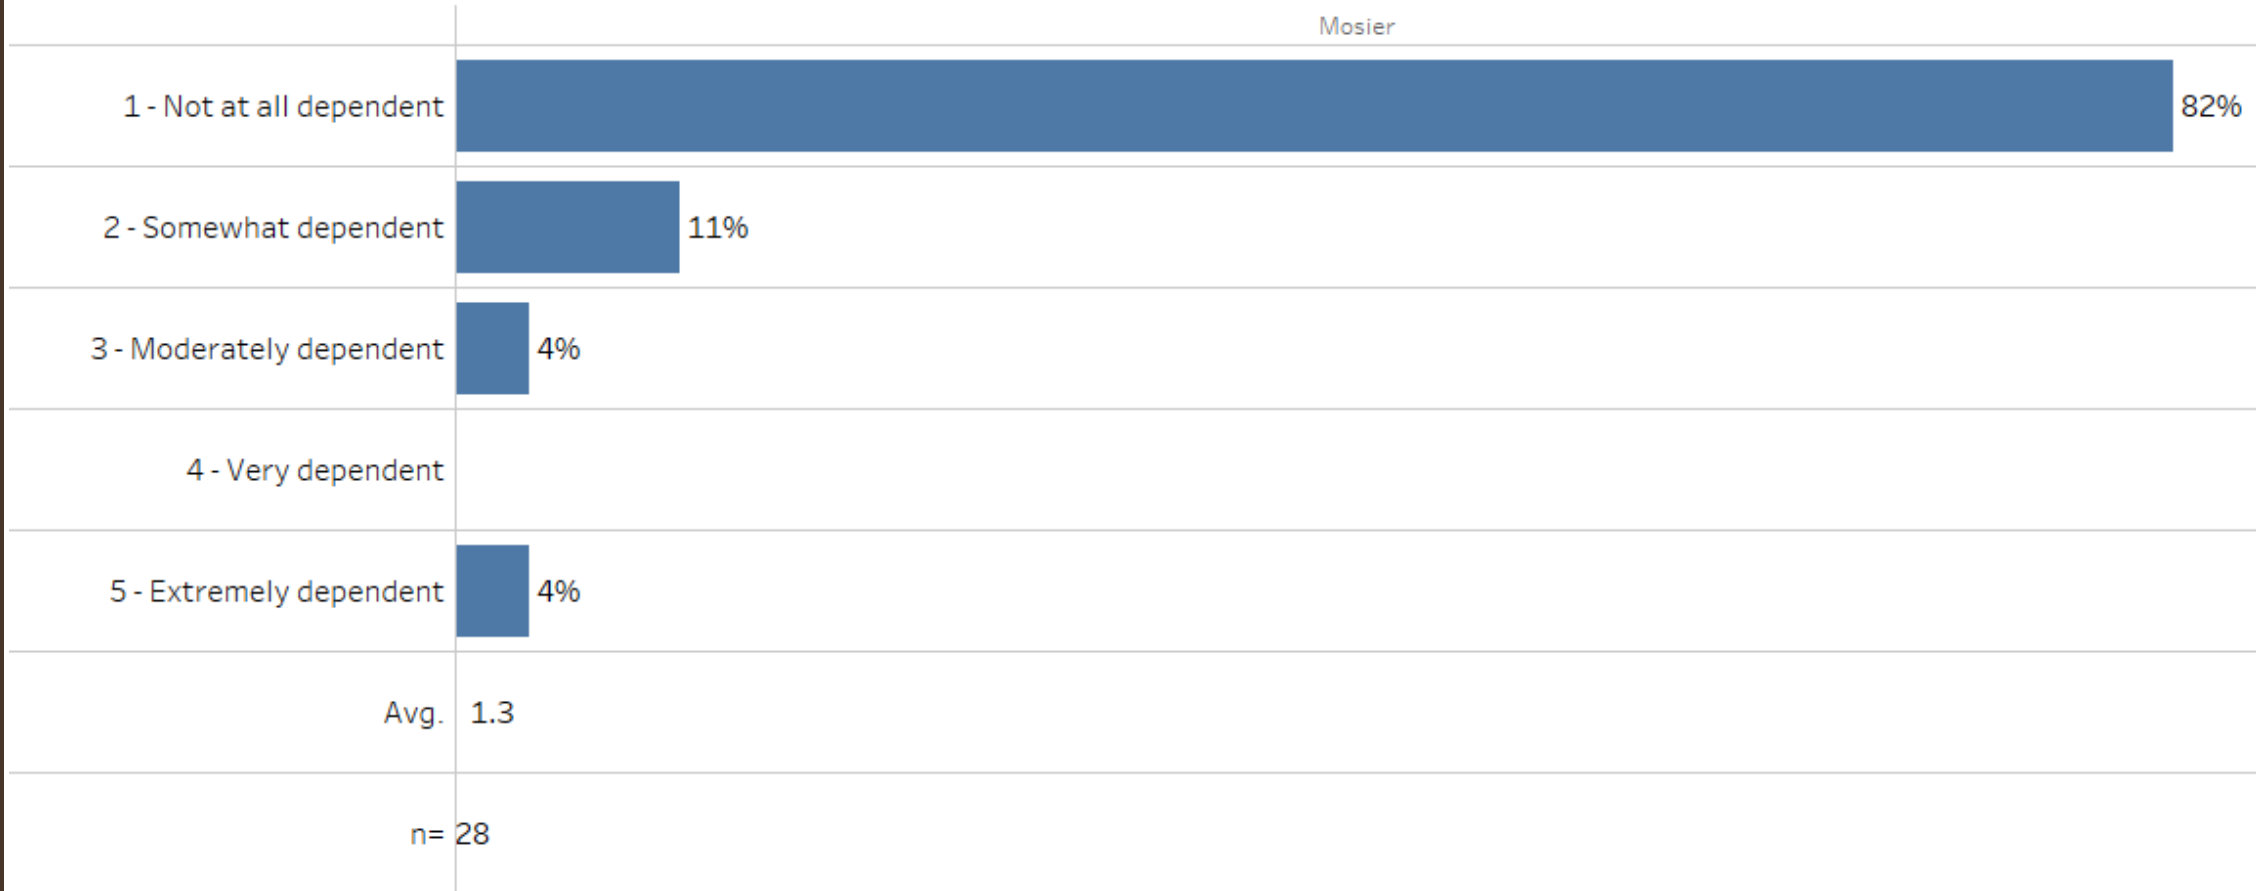 Mosier
1 - Not at all dependent 82%
2 - Somewhat dependent 11%
3 - Moderately dependent 4%
4 - Very dependent
5 - Extremely dependent 4%
Avg. 1.3
n= 28